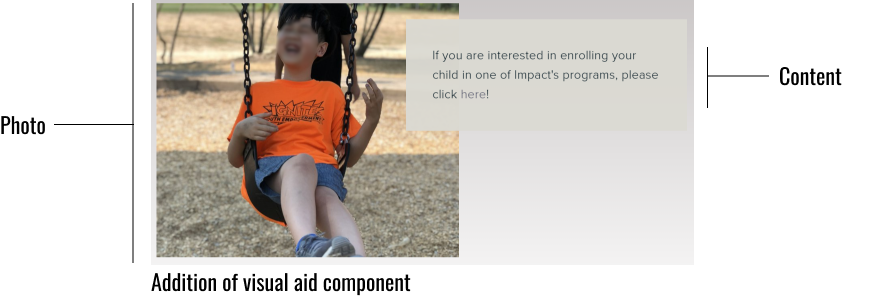 If you are interested in enrolling your
child in one of Impact's programs, please
click here!
Content
Photo
IGNITE
Addition of visual aid component